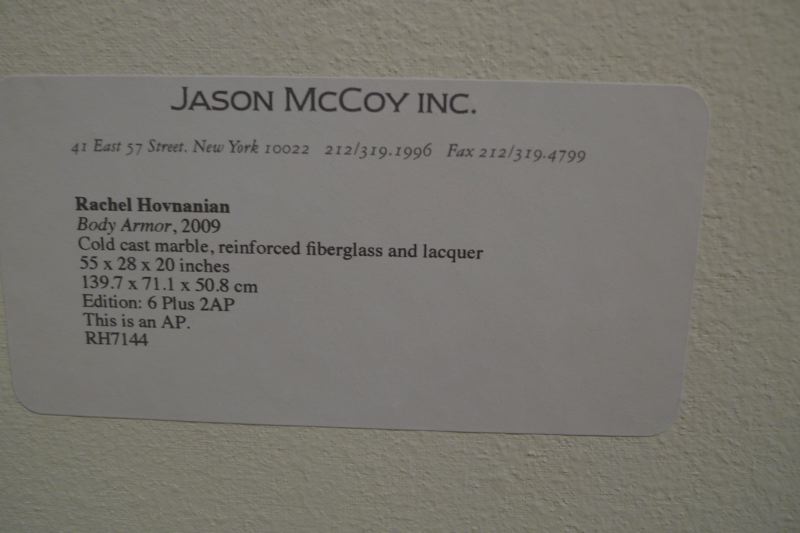 JASON MCCOY INC.
41 East 57 Street. New York 10022 212/319.1996 Fax 212/319.4799
Rachel Hovnanian
Body Armor, 2009
Cold cast marble, reinforced fiberglass and lacquer
55 x 28 x 20 inches
139.7 x 71.1 x 50.8 cm
Edition: 6 Plus 2AP
This is an AP.
RH7144